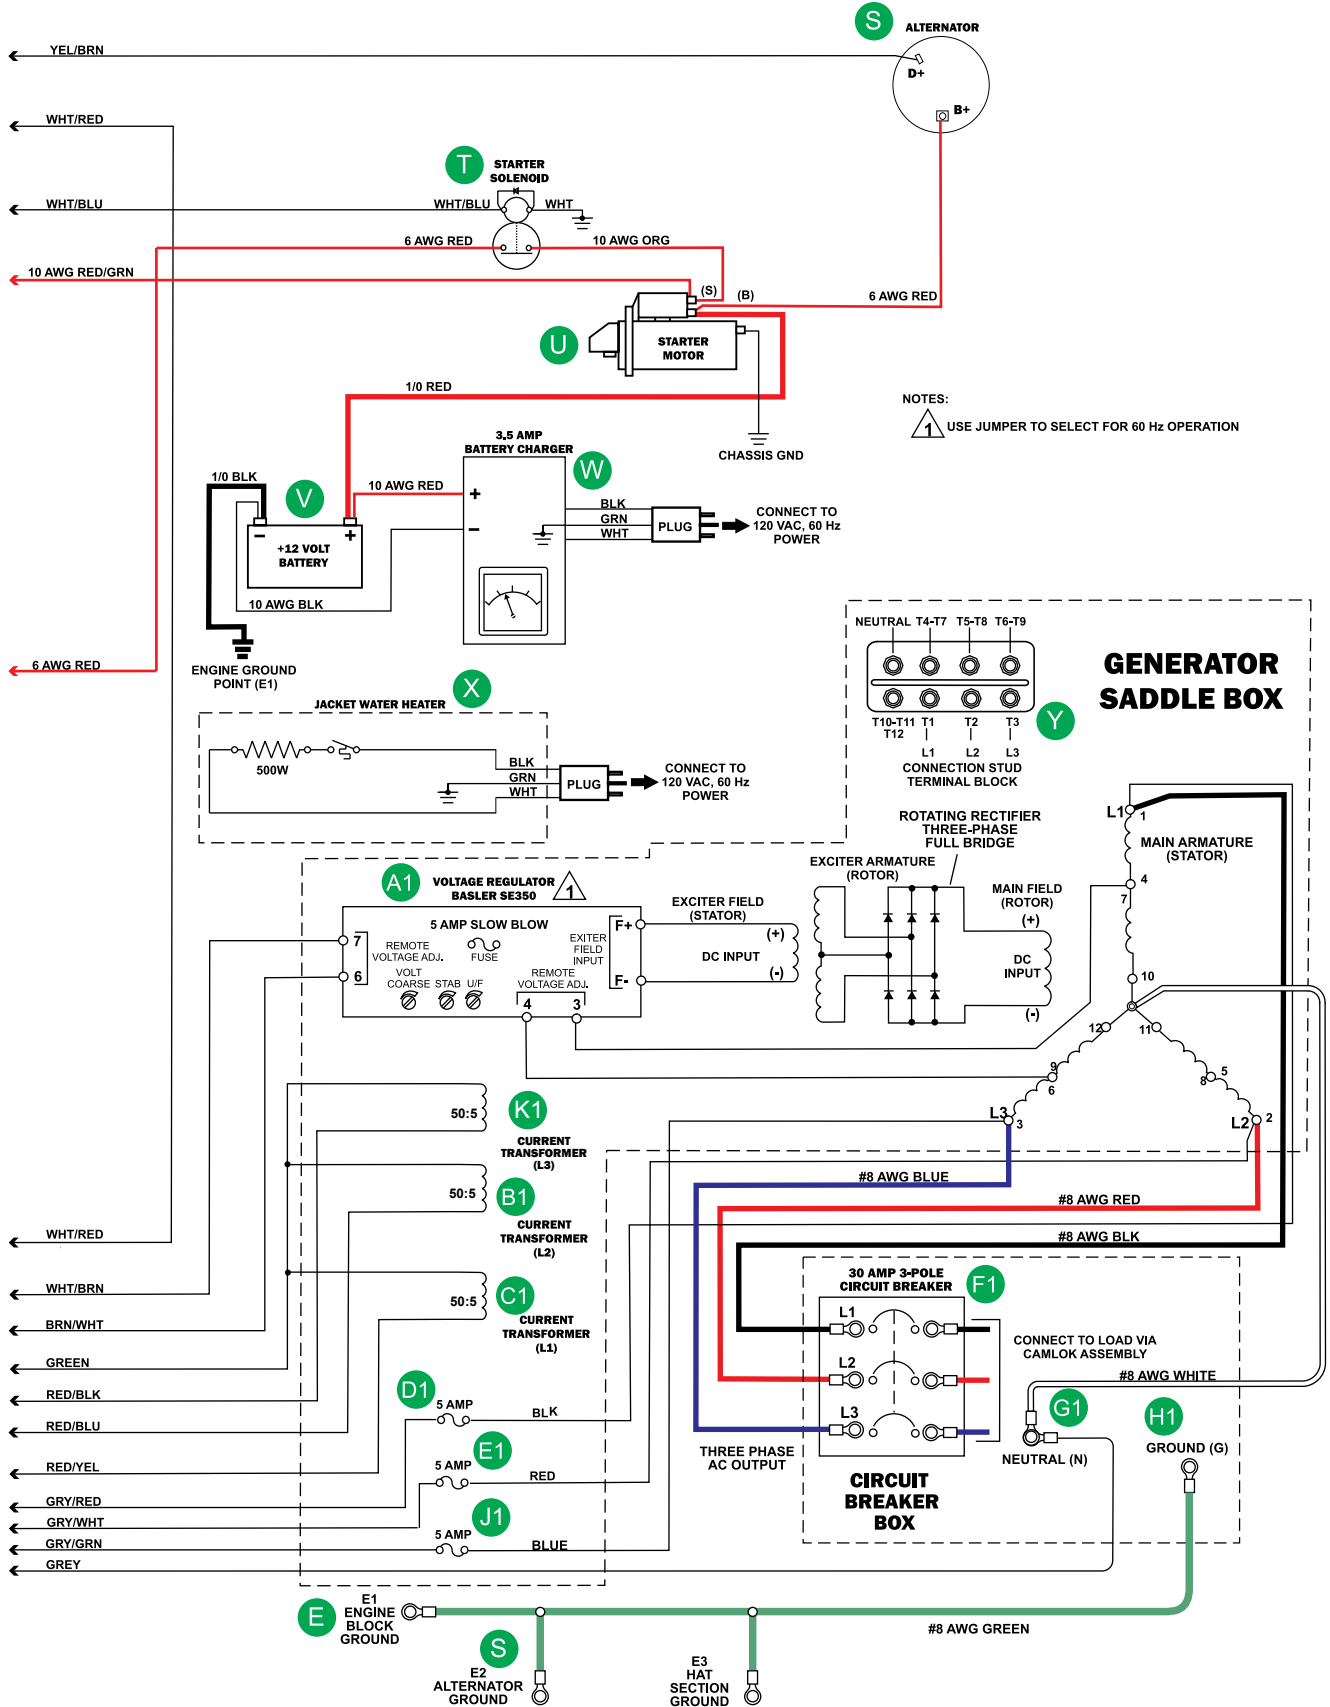 S
ALTERNATOR
YEL/BRN
D+
B+
WHT/RED
T
STARTER
SOLENOID
WHT/BLU
WHT/BLU
WHT
6 AWG RED
10 AWG ORG
10 AWG RED/GRN
(S)
(B)
6 AWG RED
U
STARTER
MOTOR
1/0 RED
NOTES:
1
USE JUMPER TO SELECT FOR 60 Hz OPERATION
3.5 AMP
BATTERY CHARGER
CHASSIS GND
W
1/0 BLK
V
10 AWG RED
+
-
BLK
GRN
WHT
PLUG
CONNECT TO
120 VAC, 60 Hz
POWER
-
+
+12 VOLT
BATTERY
10 AWG BLK
6 AWG RED
ENGINE GROUND
POINT (E1)
NEUTRAL
T4-T7
T5-T8
T6-T9
GENERATOR
SADDLE BOX
X
JACKET WATER HEATER
Y
T10-T11
T12
T1
T2
T3
L1
L2
L3
CONNECTION STUD
TERMINAL BLOCK
500W
BLK
GRN
WHT
PLUG
CONNECT TO
120 VAC, 60 Hz
POWER
ROTATING RECTIFIER
THREE-PHASE
FULL BRIDGE
L1
1
MAIN ARMATURE
(STATOR)
EXCITER ARMATURE
(ROTOR)
A1
VOLTAGE REGULATOR
BASLER SE350
1
4
7
MAIN FIELD
(ROTOR)
EXCITER FIELD
(STATOR)
5 AMP SLOW BLOW
FUSE
F+
(+)
(+)
7
REMOTE
VOLTAGE ADJ.
EXITER
FIELD
INPUT
DC INPUT
DC
INPUT
6
VOLT
COARSE
STAB
U/F
REMOTE
VOLTAGE ADJ.
F-
(-)
(-)
10
4
3
12
11
9
6
5
8
K1
50:5
CURRENT
TRANSFORMER
(L3)
L3
3
L2
2
#8 AWG BLUE
B1
50:5
CURRENT
TRANSFORMER
(L2)
#8 AWG RED
WHT/RED
#8 AWG BLK
WHT/BRN
C1
50:5
CURRENT
TRANSFORMER
(L1)
30 AMP 3-POLE
CIRCUIT BREAKER
F1
L1
BRN/WHT
CONNECT TO LOAD VIA
CAMLOK ASSEMBLY
GREEN
L2
#8 AWG WHITE
RED/BLK
D1
5 AMP
BLK
L3
G1
H1
RED/BLU
E1
THREE PHASE
AC OUTPUT
NEUTRAL (N)
GROUND (G)
RED/YEL
5 AMP
RED
CIRCUIT
BREAKER
BOX
GRY/RED
J1
GRY/WHT
GRY/GRN
5 AMP
BLUE
GREY
E
E1
ENGINE
BLOCK
GROUND
#8 AWG GREEN
S
E2
ALTERNATOR
GROUND
E3
HAT
SECTION
GROUND